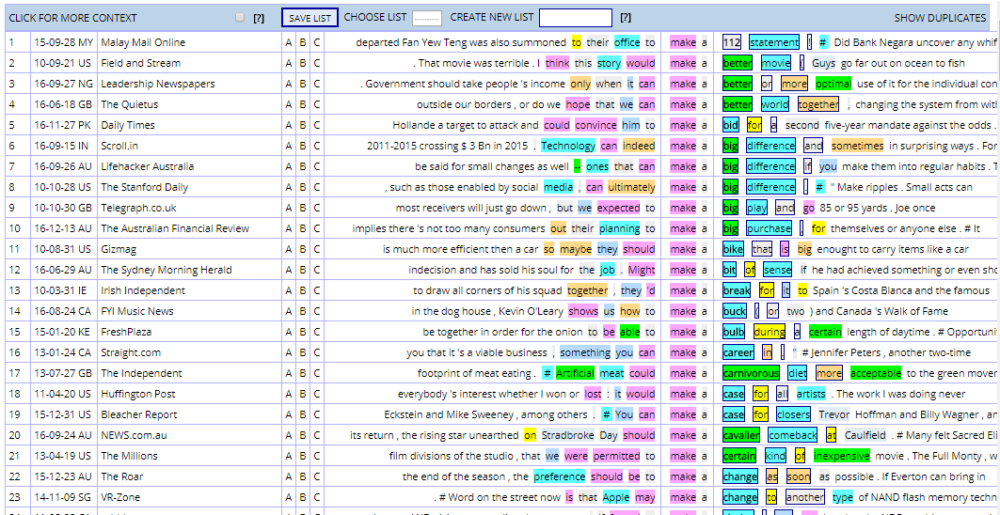 CLICK FOR MORE CONTEXT [?] SAVE LIST CHOOSE LIST ---------- CREATE NEW LIST [?] SHOW DUPLICATES
1 15-09-28 MY Malay Mail Online A B C departed Fan Yew Teng was also summoned to their office to make a 112 statement ! # Did Bank Negara uncover any whif
2 10-09-21 US Field and Stream A B C . That movie was terrible . I think this story would make a better movie ( Guys go far out on ocean to fish
3 16-09-27 NG Leadership Newspapers A B C . Government should take people 's income only when it can make a better or more optimal use of it for the individual con
4 16-06-18 GB The Quietus A B C outside our borders , or do we hope that we can make a better world together , changing the system from with
5 16-11-27 PK Daily Times A B C Hollande a target to attack and could convince him to make a bid for a second five-year mandate against the odds .
6 16-09-15 IN Scroll.in A B C 2011-2015 crossing $ 3 Bn in 2015 . Technology can indeed make a big difference and sometimes in surprising ways . For
7 16-09-26 AU Lifehacker Australia A B C be said for small changes as well -- ones that can make a big difference if you make them into regular habits . T
8 10-10-28 US The Stanford Daily A B C , such as those enabled by social media , can ultimately make a big difference . # " Make ripples . Small acts can
9 10-10-30 GB Telegraph.co.uk A B C most receivers will just go down , but we expected to make a big play and go 85 or 95 yards . Joe once
10 16-12-13 AU The Australian Financial Review A B C implies there 's not too many consumers out their planning to make a big purchase , for themselves or anyone else . # It
11 10-08-31 US Gizmag A B C is much more efficient then a car so maybe they should make a bike that is big enought to carry items like a car
12 16-06-29 AU The Sydney Morning Herald A B C indecision and has sold his soul for the job . Might make a bit of sense if he had achieved something or even sho
13 10-03-31 IE Irish Independent A B C to draw all corners of his squad together , they 'd make a break for it to Spain 's Costa Blanca and the famous
14 16-08-24 CA FYI Music News A B C in the dog house , Kevin O'Leary shows us how to make a buck ( or two ) and Canada 's Walk of Fame
15 15-01-20 KE FreshPlaza A B C be together in order for the onion to be able to make a bulb during a certain length of daytime . # Opportuni
16 13-01-24 CA Straight.com A B C you that it 's a viable business , something you can make a career in . " # Jennifer Peters , another two-time
17 13-07-27 GB The Independent A B C footprint of meat eating . # Artificial meat could make a carnivorous diet more acceptable to the green mover
18 11-04-20 US Huffington Post A B C everybody 's interest whether I won or lost : it would make a case for all artists . The work I was doing never
19 15-12-31 US Bleacher Report A B C Eckstein and Mike Sweeney , among others . # You can make a case for closers Trevor Hoffman and Billy Wagner , an
20 16-09-24 AU NEWS.com.au A B C its return , the rising star unearthed on Stradbroke Day should make a cavalier comeback at Caulfield . # Many felt Sacred Eli
21 13-04-19 US The Millions A B C film divisions of the studio , that we were permitted to make a certain kind of inexpensive movie . The Full Monty , w
22 15-12-23 AU The Roar A B C the end of the season , the preference should be to make a change as soon as possible . If Everton can bring in
23 14-11-09 SG VR-Zone A B C . # Word on the street now is that Apple may make a change to another type of NAND flash memory techn